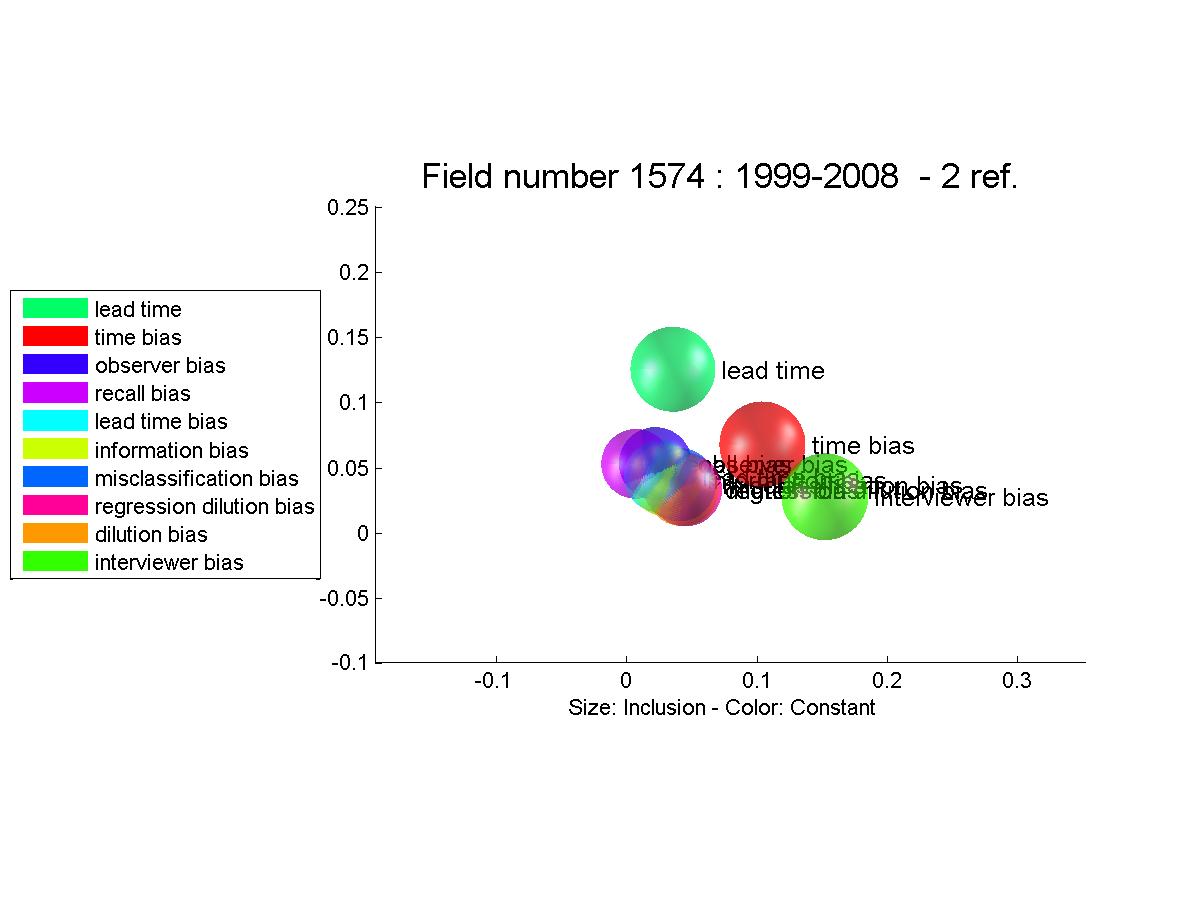 Field number 1574 : 1999-2008 - 2 ref.
0.25
0.2
0.15
0.1
0.05
0
-0.05
-0.1
lead time
time bias
observer bias
recall bias
lead time bias
information bias
misclassification bias
regression dilution bias
dilution bias
interviewer bias
lead time
time bias
interviewer bias
-0.1
0
0.1
0.2
0.3
Size: Inclusion - Color: Constant